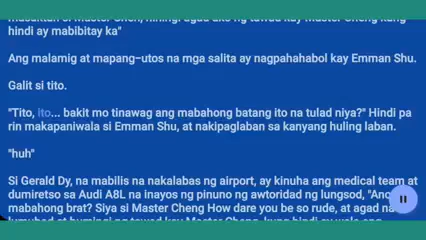 masaktan si Master Chen, hihingi agad ako ng tawad kay Master Cheng kung
hindi ay mabibitay ka"
Ang malamig at mapang-utos na mga salita ay nagpahahabol kay Emman Shu.
Galit si tito.
"Tito, ito... bakit mo tinawag ang mabahong batang ito na tulad niya?" Hindi pa
rin makapaniwala si Emman Shu, at nakipaglaban sa kanyang huling laban.
"huh"
Si Gerald Dy, na mabilis na nakalabas ng airport, ay kinuha ang medical team at
dumiretso sa Audi A8L na inayos ng pinuno ng awtoridad ng lungsod, "Ano
mabahong brat? Siya si Master Cheng How dare you be so rude, at agad na